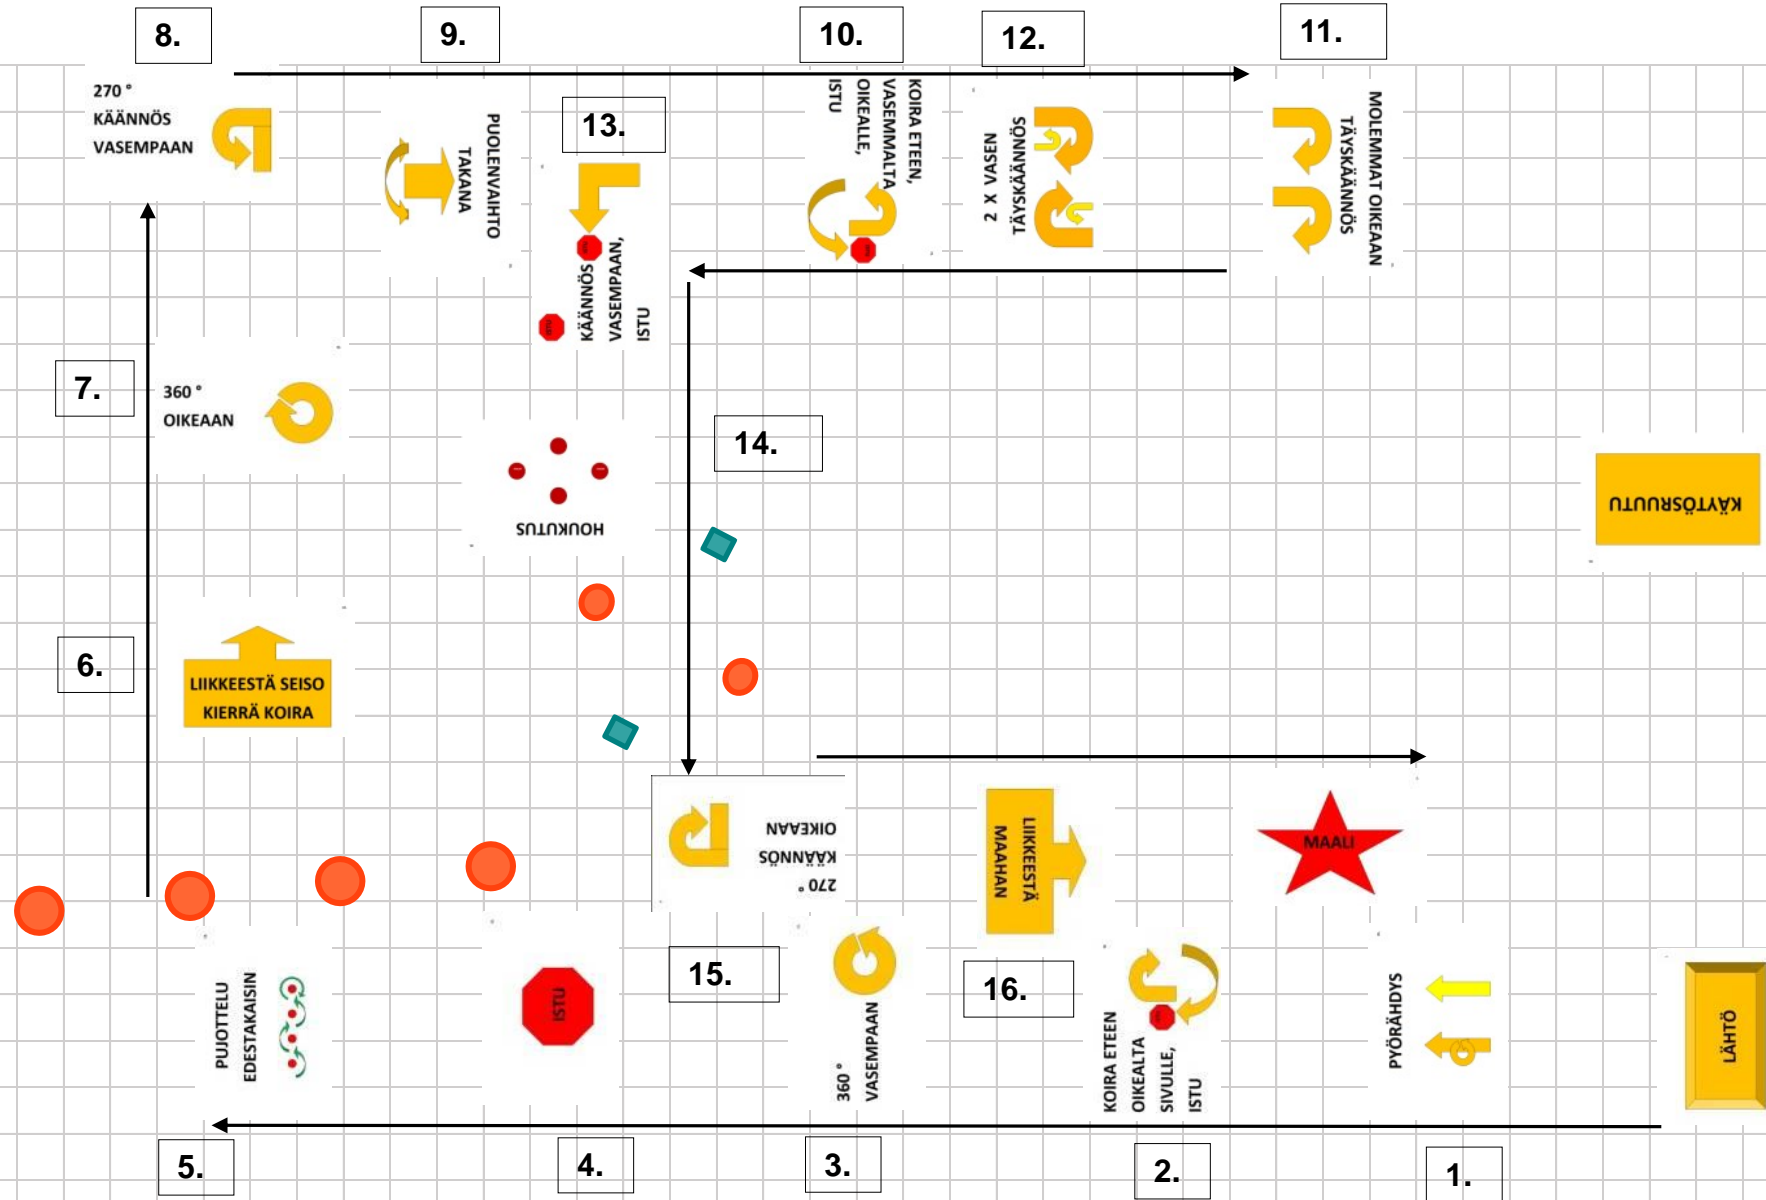 8.
9.
10.
12.
11.
270 °
KÄÄNNÖS
VASEMPAAN
PUOLENVAIHTO
TAKANA
13.
KÄÄNNÖS
VASEMPAAN,
ISTU
ISTU
KOIRA ETEEN,
VASEMMALTA
OIKEALLE,
ISTU
2 X VASEN
TÄYSKÄÄNNÖS
MOLEMMAT OIKEAAN
TÄYSKÄÄNNÖS
7.
360 °
OIKEAAN
HOUKUTUS
14.
KÄYTÖSRUUTU
6.
LIIKKEESTÄ SEISO
KIERRÄ KOIRA
270 °
KÄÄNNÖS
OIKEAAN
LIIKKEESTÄ
MAAHAN
MAALI
PUJOTTELU
EDESTAKAISIN
ISTU
15.
360 °
VASEMPAAN
16.
KOIRA ETEEN
OIKEALTA
SIVULLE,
ISTU
PYÖRÄHDYS
LÄHTÖ
5.
4.
3.
2.
1.